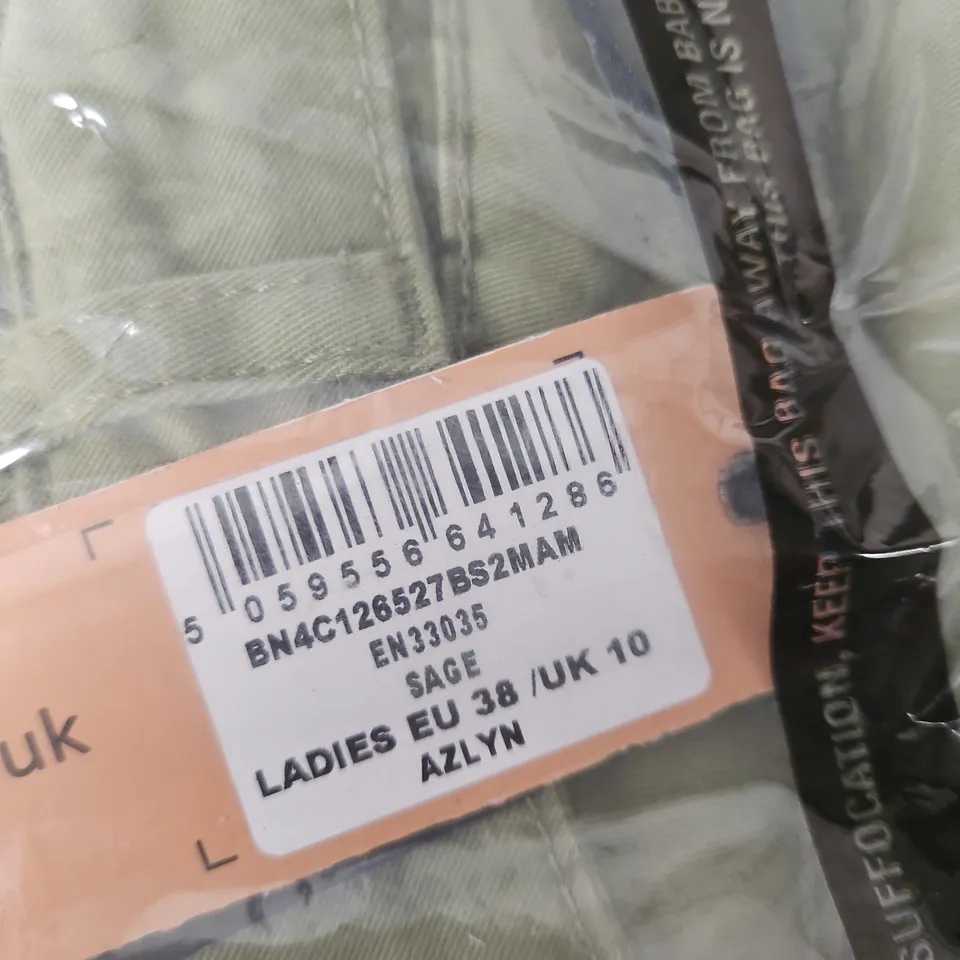 5 059556 641286
BN4C126527BS2MAM
EN33035
SAGE
LADIES EU 38 /UK 10
AZLYN
uk
SUFFOCATION, KEEP THIS BAG AWAY FROM
THIS BAG IS